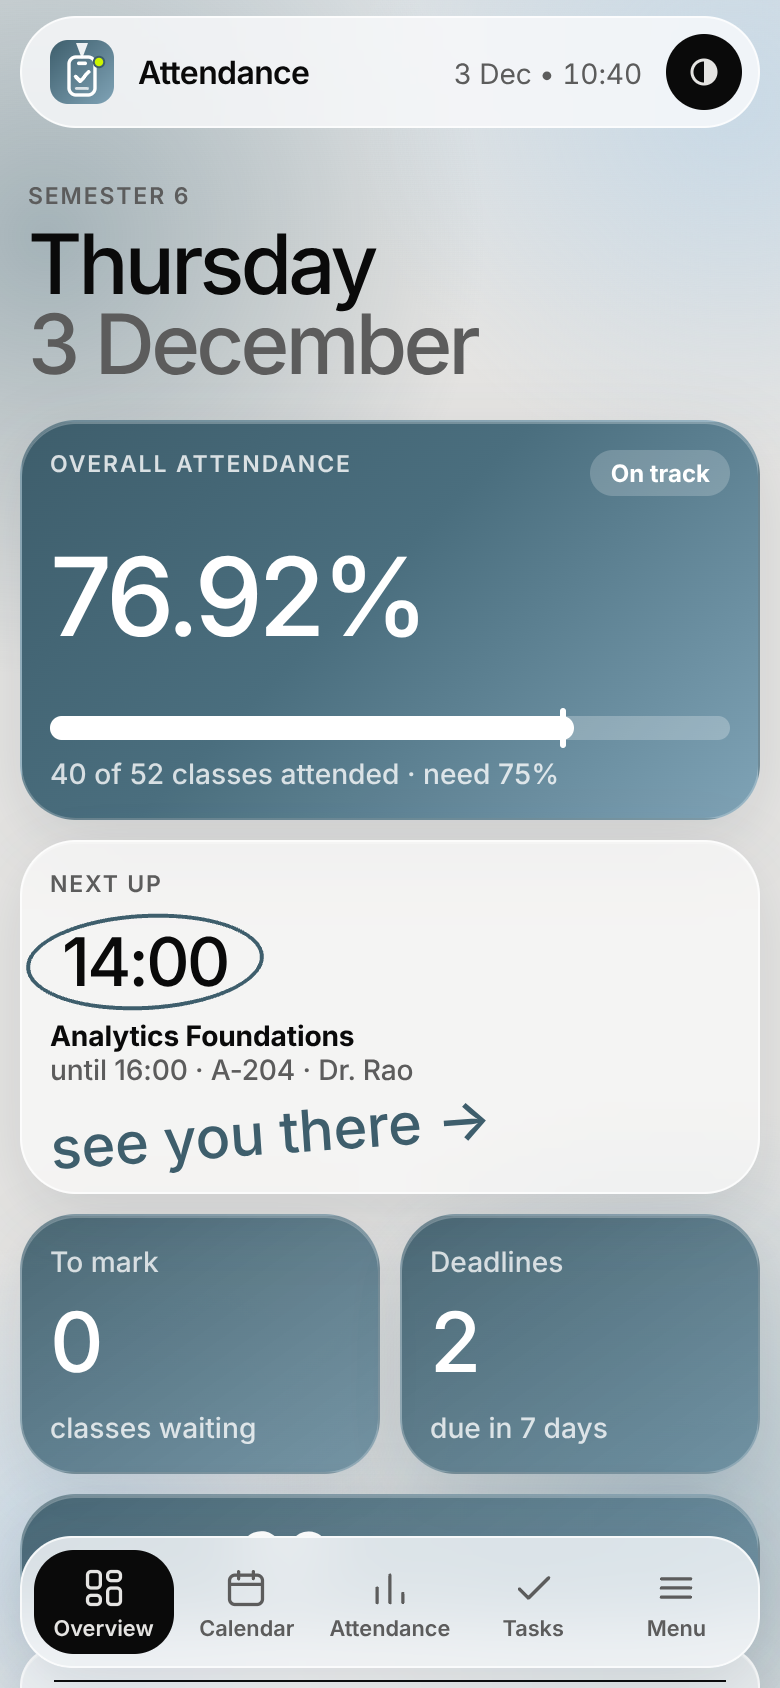 Attendance
3 Dec • 10:40
SEMESTER 6
Thursday
3 December
OVERALL ATTENDANCE
On track
76.92%
40 of 52 classes attended · need 75%
NEXT UP
14:00
Analytics Foundations
until 16:00 · A-204 · Dr. Rao
see you there →
To mark
0
classes waiting
Deadlines
2
due in 7 days
Overview
Calendar
Attendance
Tasks
Menu